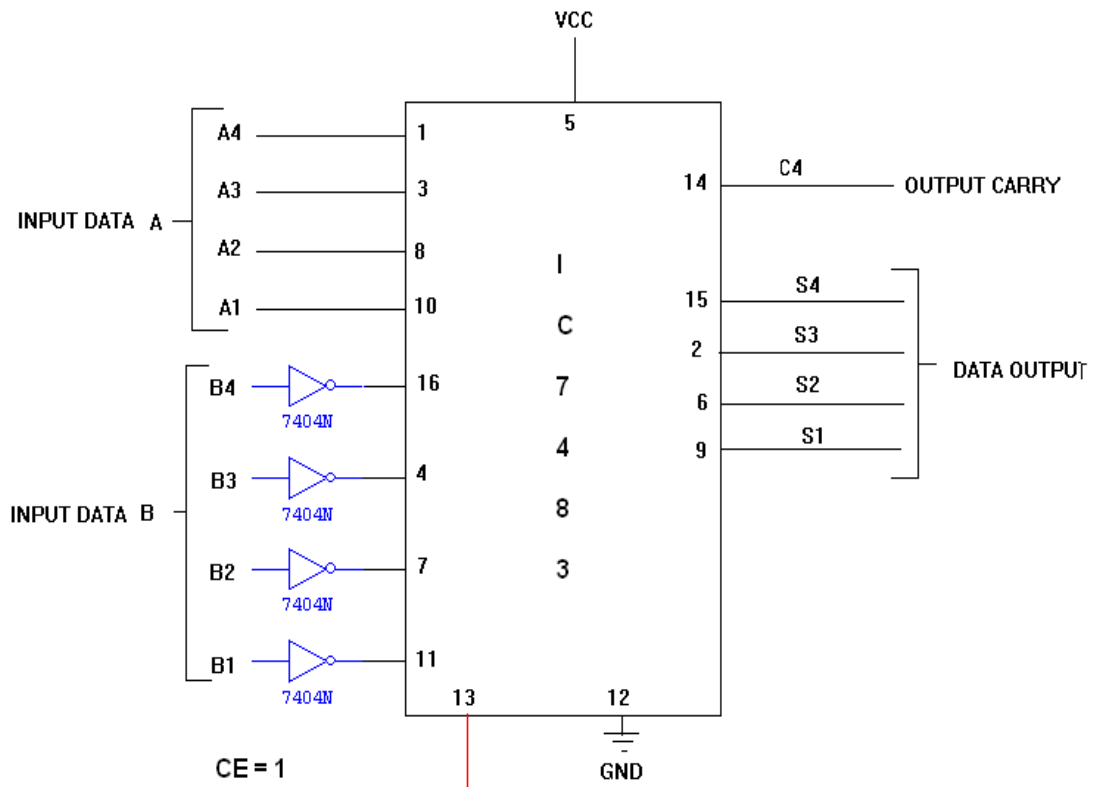 VCC
5
A4
1
A3
3
INPUT DATA A
A2
8
A1
10
C4
14
OUTPUT CARRY
S4
15
S3
2
DATA OUTPUT
S2
6
S1
9
I
C
7
4
8
3
B4
16
7404N
B3
4
7404N
INPUT DATA B
B2
7
7404N
B1
11
7404N
13
12
CE = 1
GND